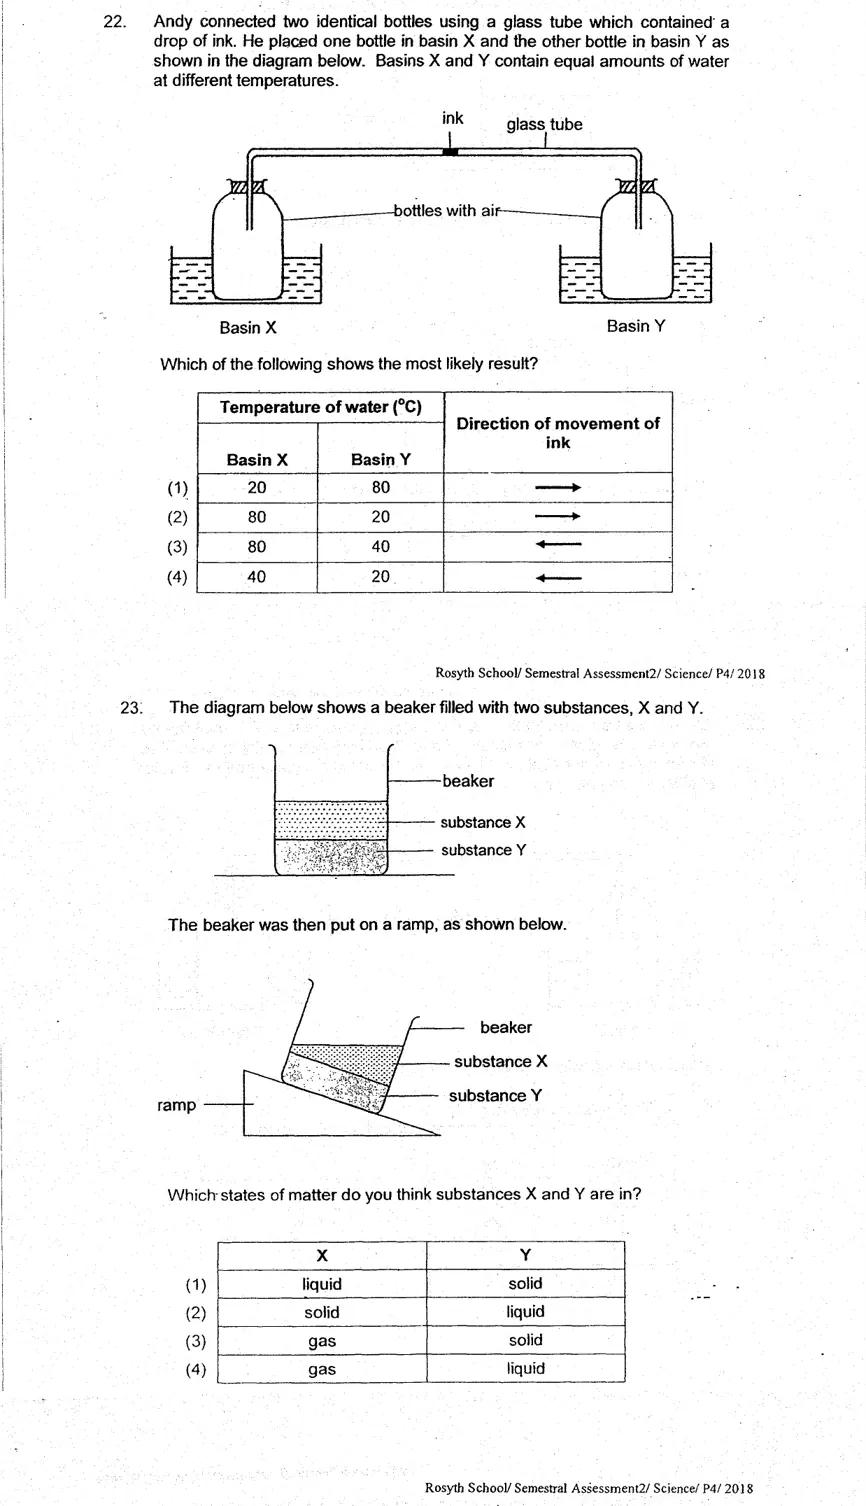 22. Andy connected two identical bottles using a glass tube which contained a
drop of ink. He placed one bottle in basin X and the other bottle in basin Y as
shown in the diagram below. Basins X and Y contain equal amounts of water
at different temperatures.
ink
glass tube
bottles with air
Basin X Basin Y
Which of the following shows the most likely result?
Temperature of water (°C) Direction of movement of ink
Basin X Basin Y
(1) 20 80 →
(2) 80 20 →
(3) 80 40 ←
(4) 40 20 ←
Rosyth School/ Semestral Assessment2/ Science/ P4/ 2018
23. The diagram below shows a beaker filled with two substances, X and Y.
beaker
substance X
substance Y
The beaker was then put on a ramp, as shown below.
beaker
substance X
substance Y
ramp
Which states of matter do you think substances X and Y are in?
X Y
(1) liquid solid
(2) solid liquid
(3) gas solid
(4) gas liquid
Rosyth School/ Semestral Assessment2/ Science/ P4/ 2018